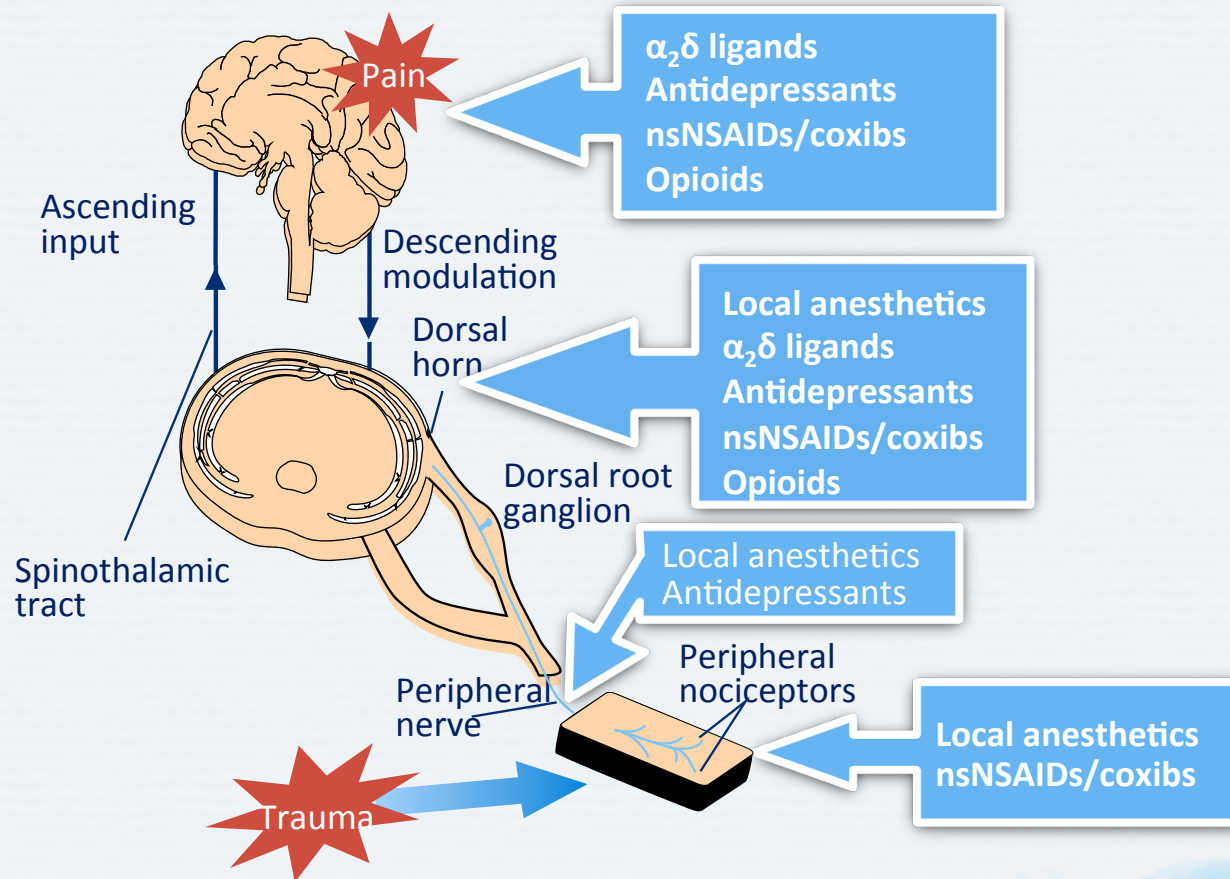 Pain
α₂δ ligands
Antidepressants
nsNSAIDs/coxibs
Opioids
Ascending
input
Descending
modulation
Dorsal
horn
Local anesthetics
α₂δ ligands
Antidepressants
nsNSAIDs/coxibs
Opioids
Dorsal root
ganglion
Spinothalamic
tract
Local anesthetics
Antidepressants
Peripheral
nerve
Peripheral
nociceptors
Local anesthetics
nsNSAIDs/coxibs
Trauma